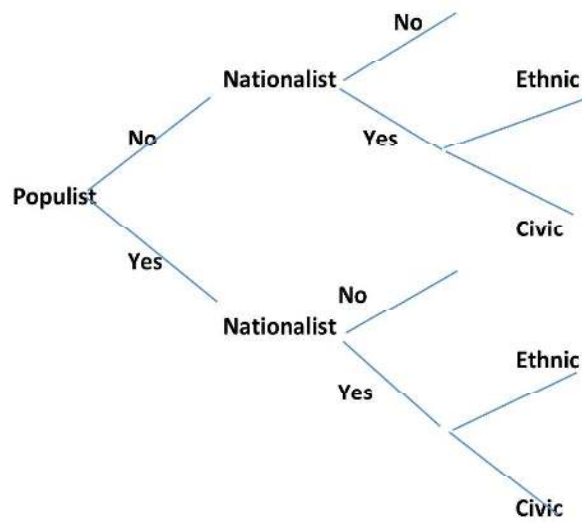 No
Nationalist
Ethnic
No
Yes
Populist
Civic
Yes
No
Nationalist
Ethnic
Yes
Civic